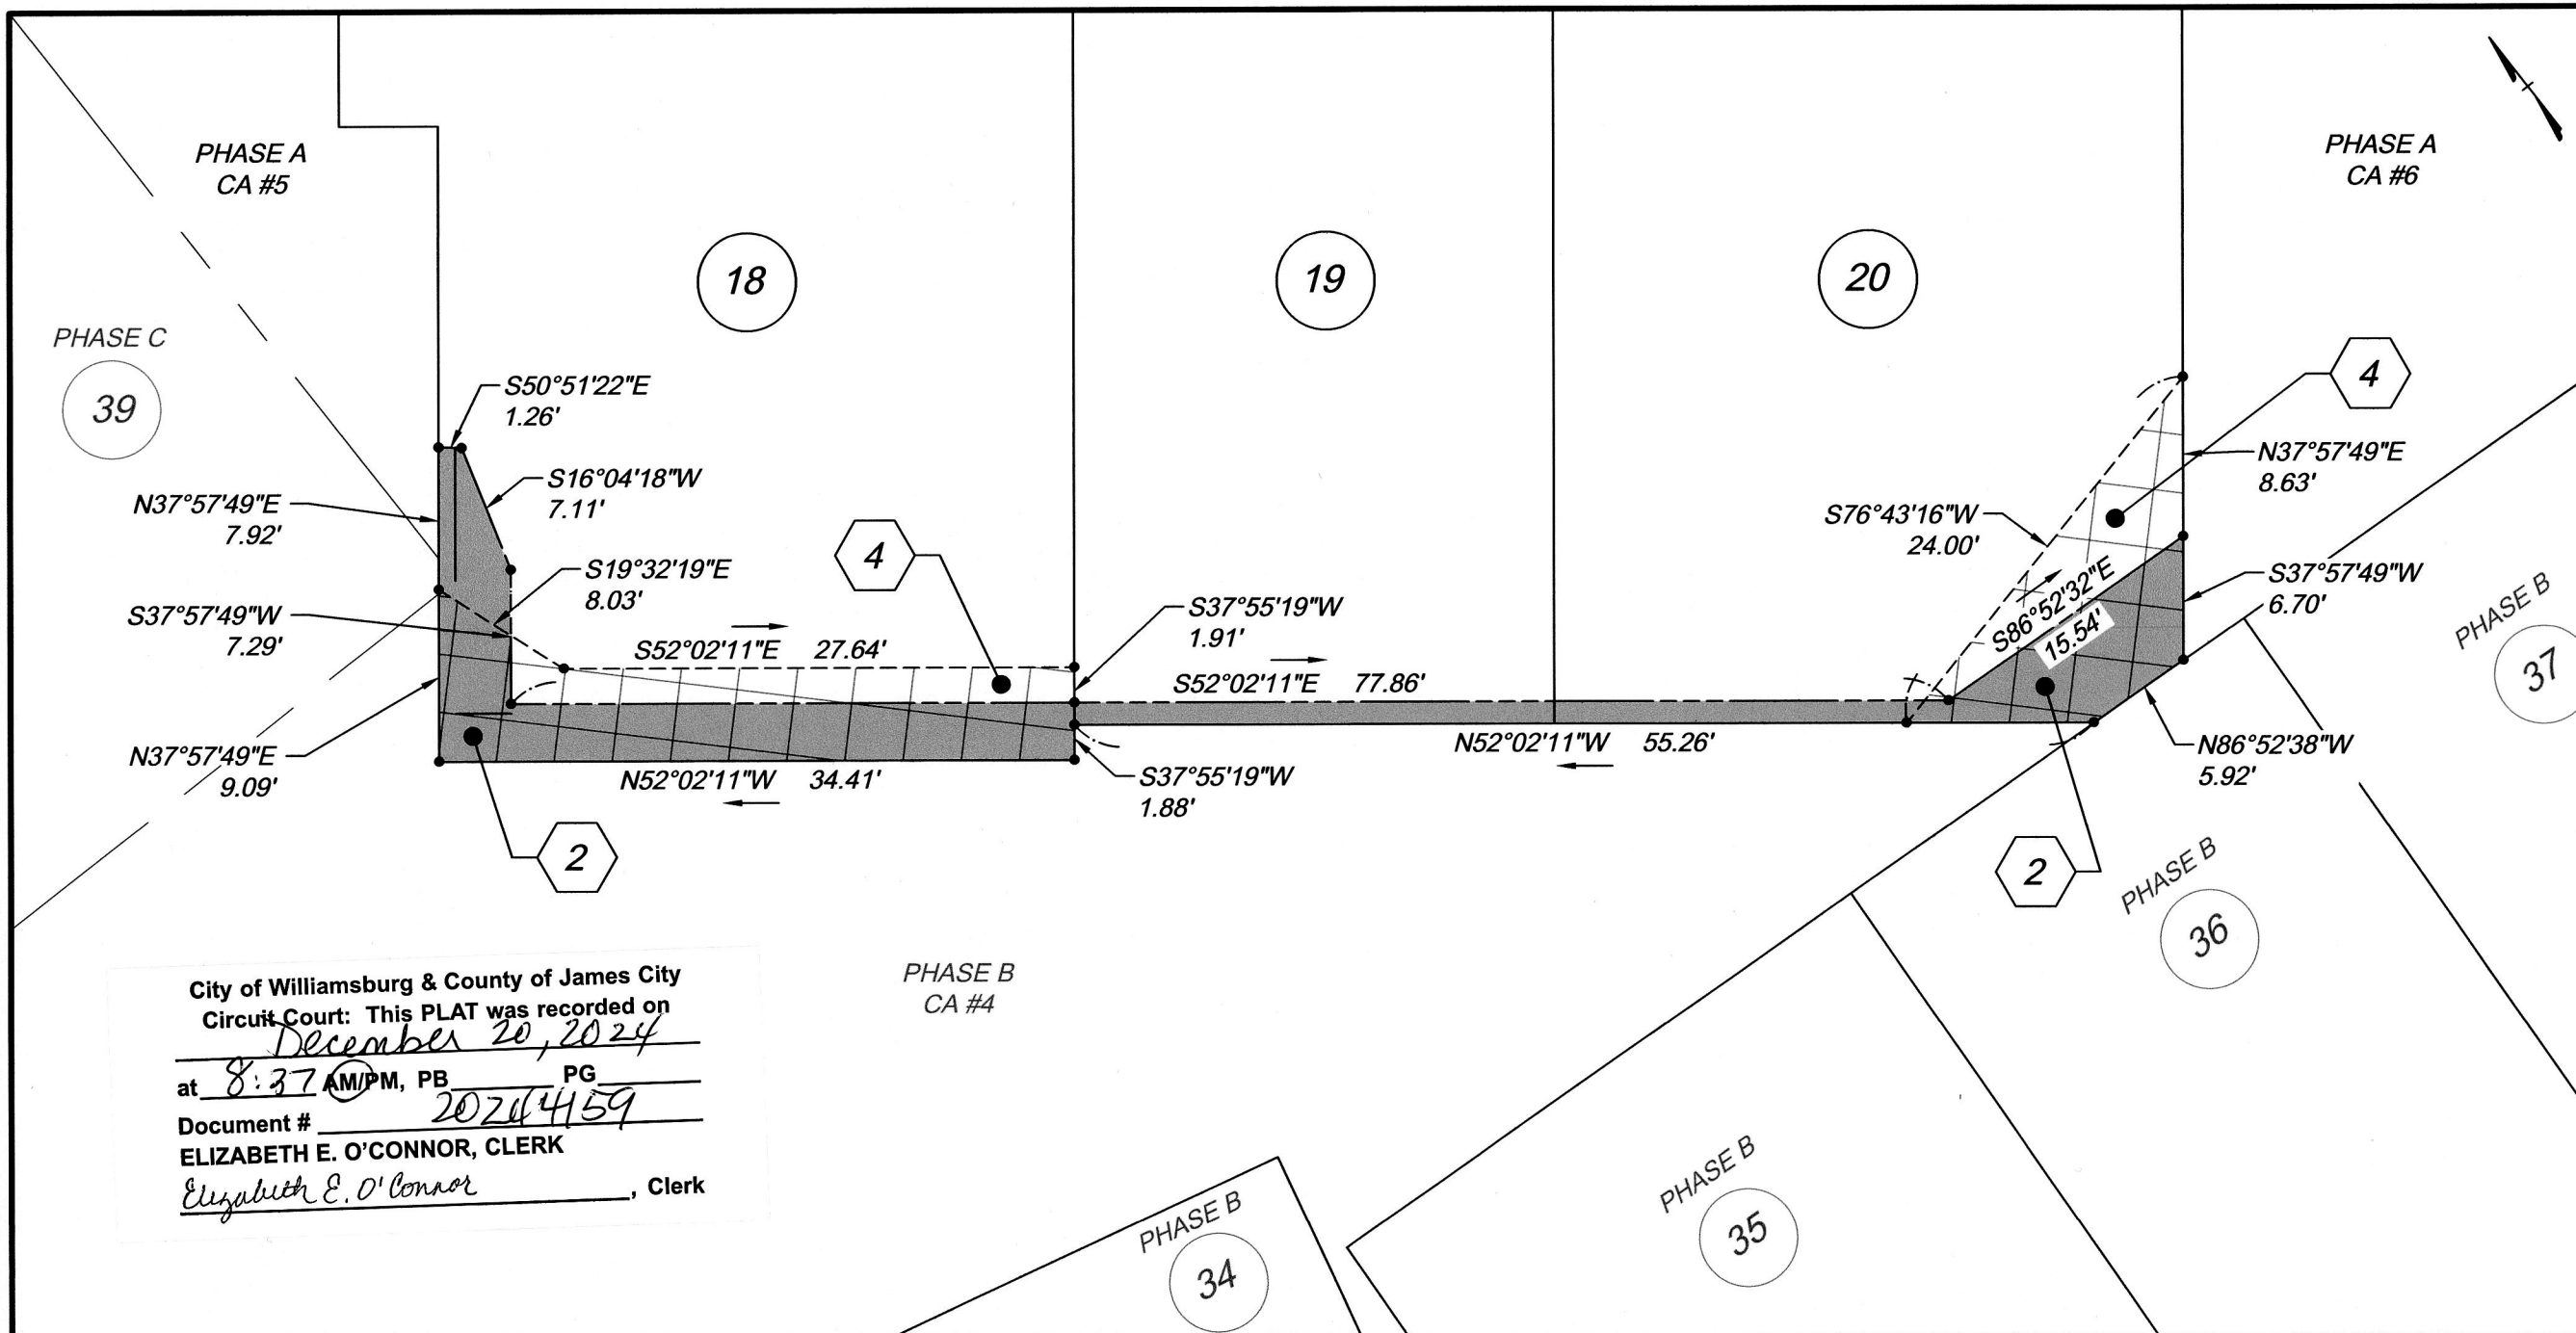 PHASE A
CA #5
PHASE A
CA #6
18
19
20
PHASE C
39
S50°51'22"E
1.26'
4
N37°57'49"E
8.63'
S16°04'18"W
7.11'
N37°57'49"E
7.92'
S76°43'16"W
24.00'
4
S19°32'19"E
8.03'
S86°52'32"E
15.54'
S37°57'49"W
6.70'
PHASE B
37
S37°57'49"W
7.29'
S37°55'19"W
1.91'
S52°02'11"E 27.64'
S52°02'11"E 77.86'
N37°57'49"E
9.09'
N52°02'11"W 34.41'
S37°55'19"W
1.88'
N52°02'11"W 55.26'
N86°52'38"W
5.92'
2
2
PHASE B
36
PHASE B
CA #4
City of Williamsburg & County of James City
Circuit Court: This PLAT was recorded on
December 20, 2024
at 8:37 AM/PM, PB PG
Document # 202414159
ELIZABETH E. O'CONNOR, CLERK
Elizabeth E. O'Connor, Clerk
PHASE B
35
PHASE B
34